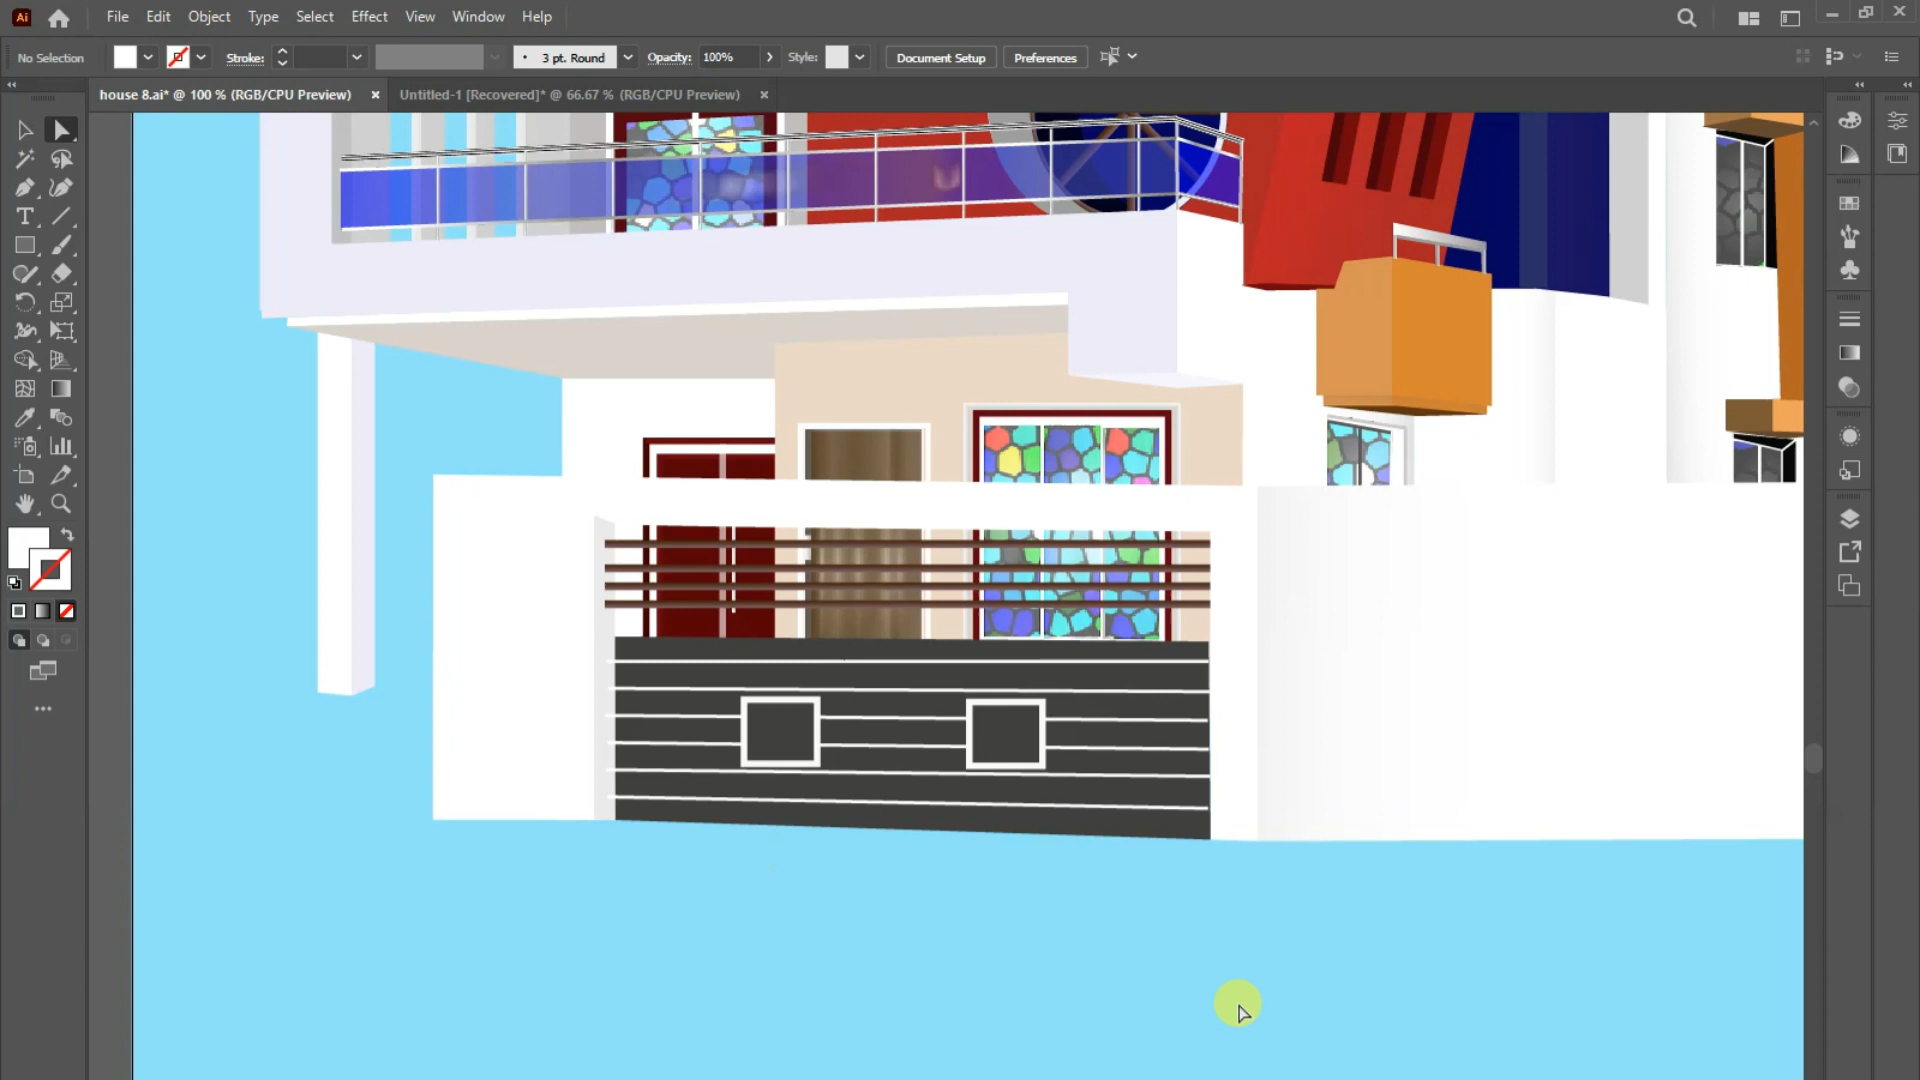 Ai File Edit Object Type Select Effect View Window Help
No Selection Stroke: 3 pt. Round Opacity: 100% Style: Document Setup Preferences
house 8.ai* @ 100 % (RGB/CPU Preview) × Untitled-1 [Recovered]* @ 66.67 % (RGB/CPU Preview) ×